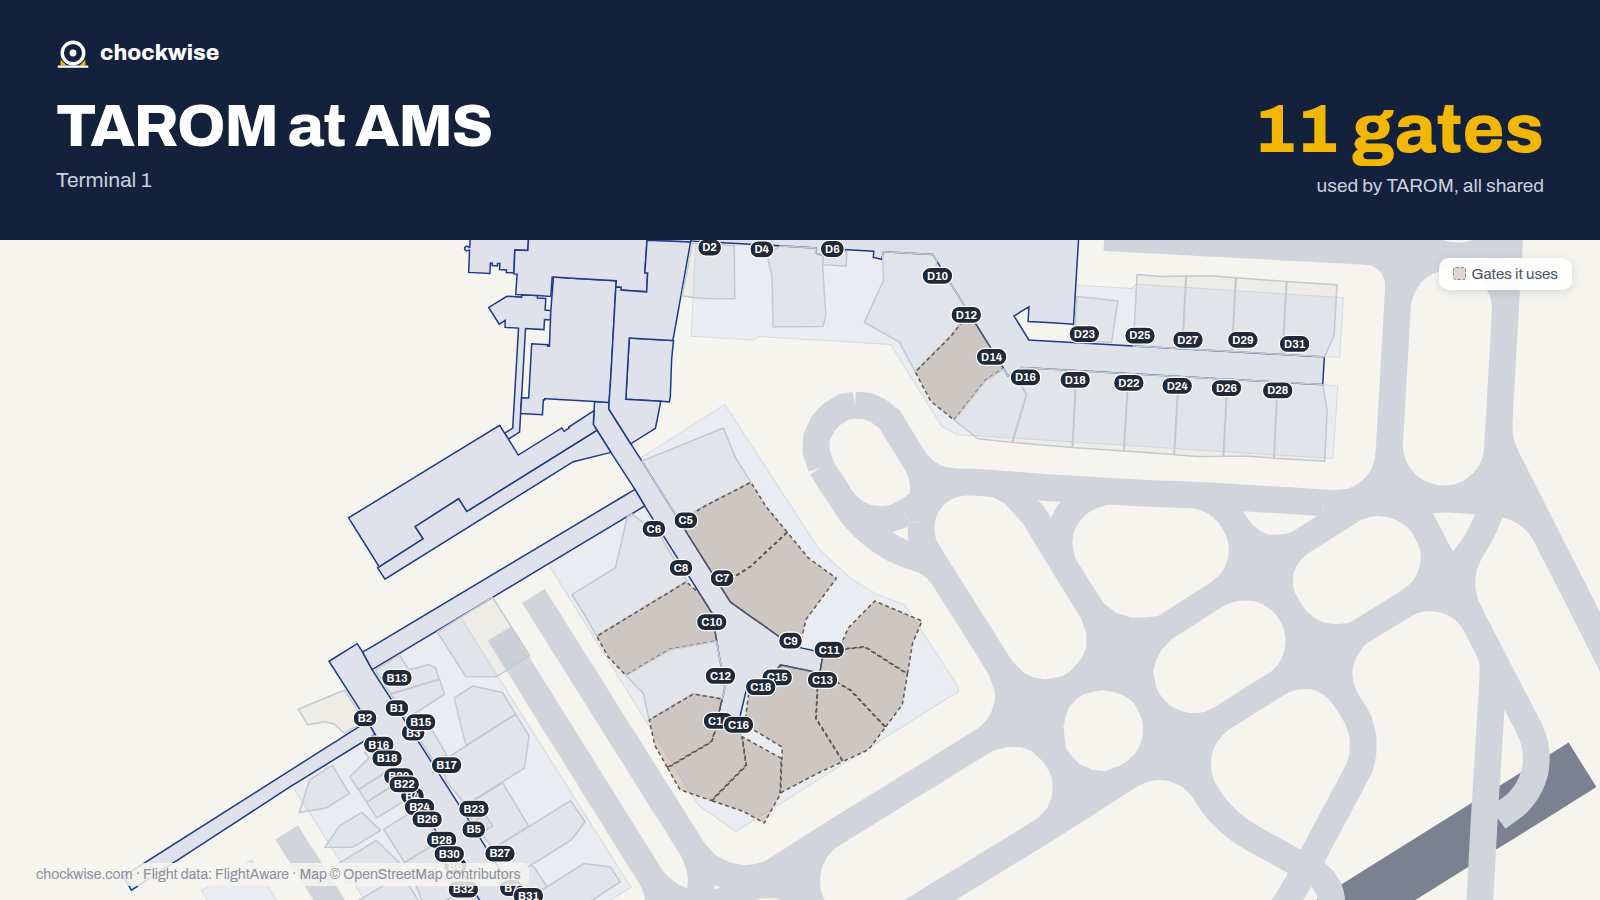 chockwise
TAROM at AMS
Terminal 1
11 gates
used by TAROM, all shared
Gates it uses
D2
D4
D6
D10
D12
D14
D16
D18
D22
D24
D26
D28
D23
D25
D27
D29
D31
C5
C6
C8
C7
C10
C9
C11
C12
C15
C13
C18
C16
B13
B1
B2
B15
B3
B16
B18
B17
B22
B24
B26
B23
B5
B28
B30
B27
B32
B31
chockwise.com · Flight data: FlightAware · Map © OpenStreetMap contributors